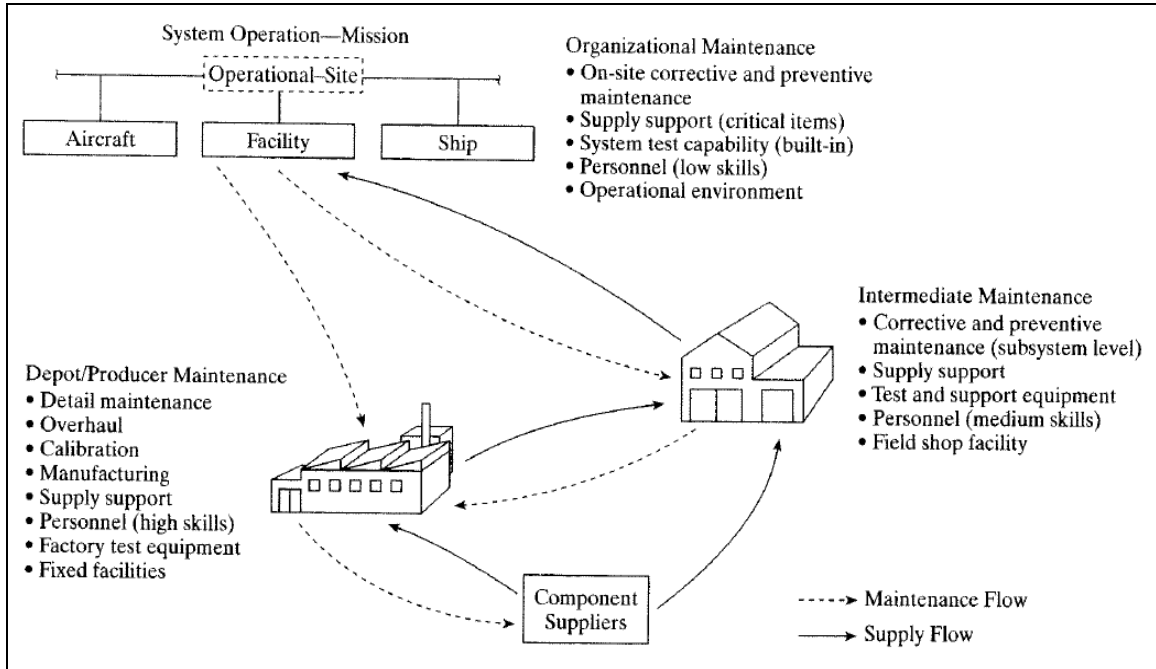 System Operation—Mission
Operational–Site
Aircraft
Facility
Ship
Organizational Maintenance
• On-site corrective and preventive
maintenance
• Supply support (critical items)
• System test capability (built-in)
• Personnel (low skills)
• Operational environment
Intermediate Maintenance
• Corrective and preventive
maintenance (subsystem level)
• Supply support
• Test and support equipment
• Personnel (medium skills)
• Field shop facility
Depot/Producer Maintenance
• Detail maintenance
• Overhaul
• Calibration
• Manufacturing
• Supply support
• Personnel (high skills)
• Factory test equipment
• Fixed facilities
Component
Suppliers
Maintenance Flow
Supply Flow